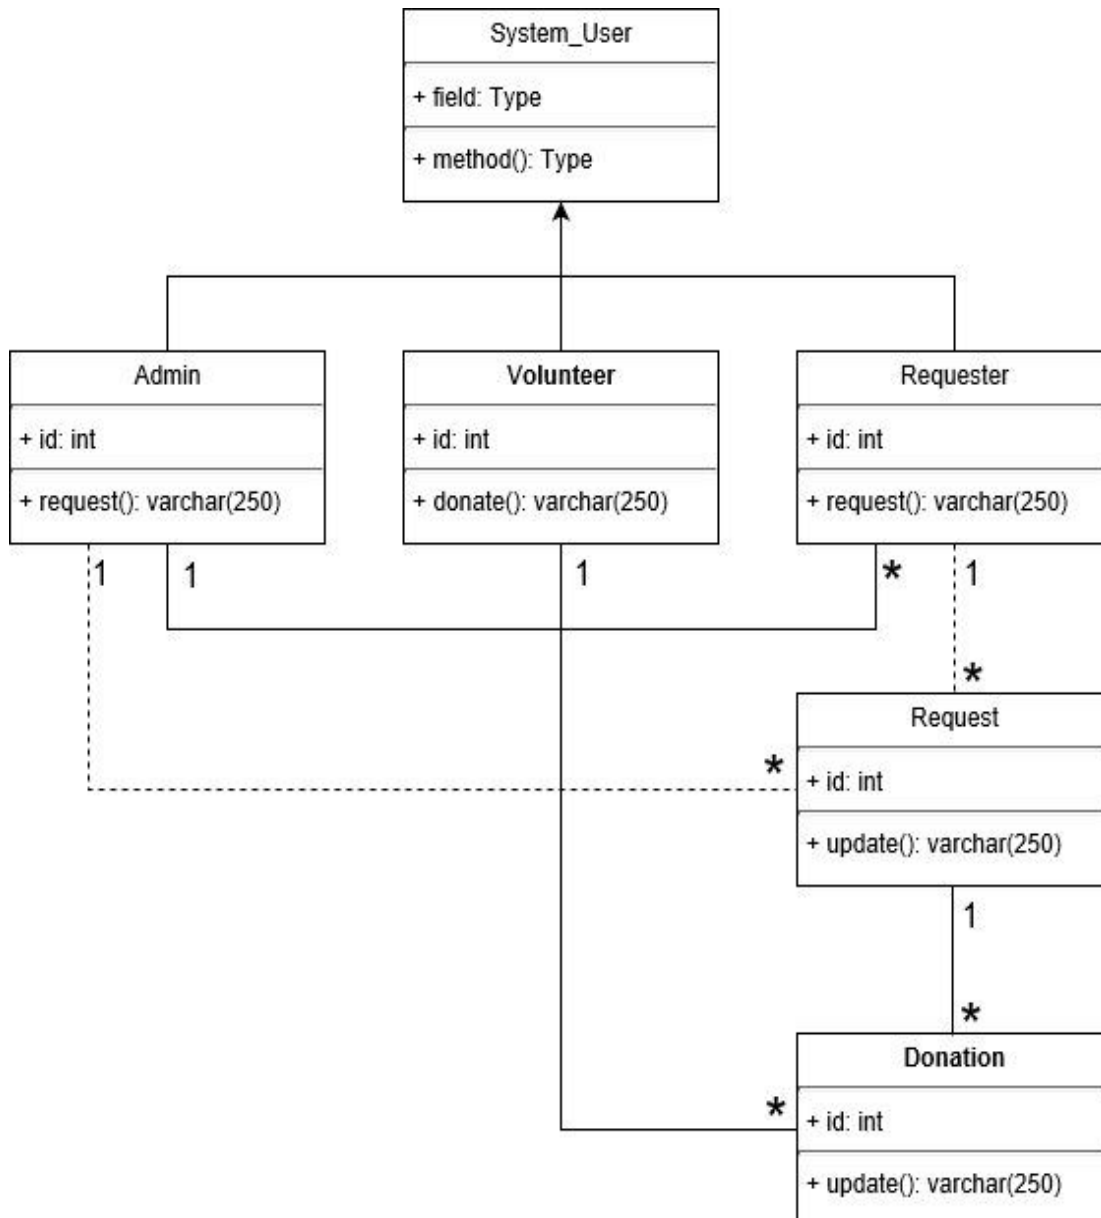 System_User
+ field: Type
+ method(): Type
Admin
+ id: int
+ request(): varchar(250)
Volunteer
+ id: int
+ donate(): varchar(250)
Requester
+ id: int
+ request(): varchar(250)
1
1
1
*
1
*
Request
+ id: int
+ update(): varchar(250)
*
1
*
Donation
+ id: int
+ update(): varchar(250)
*